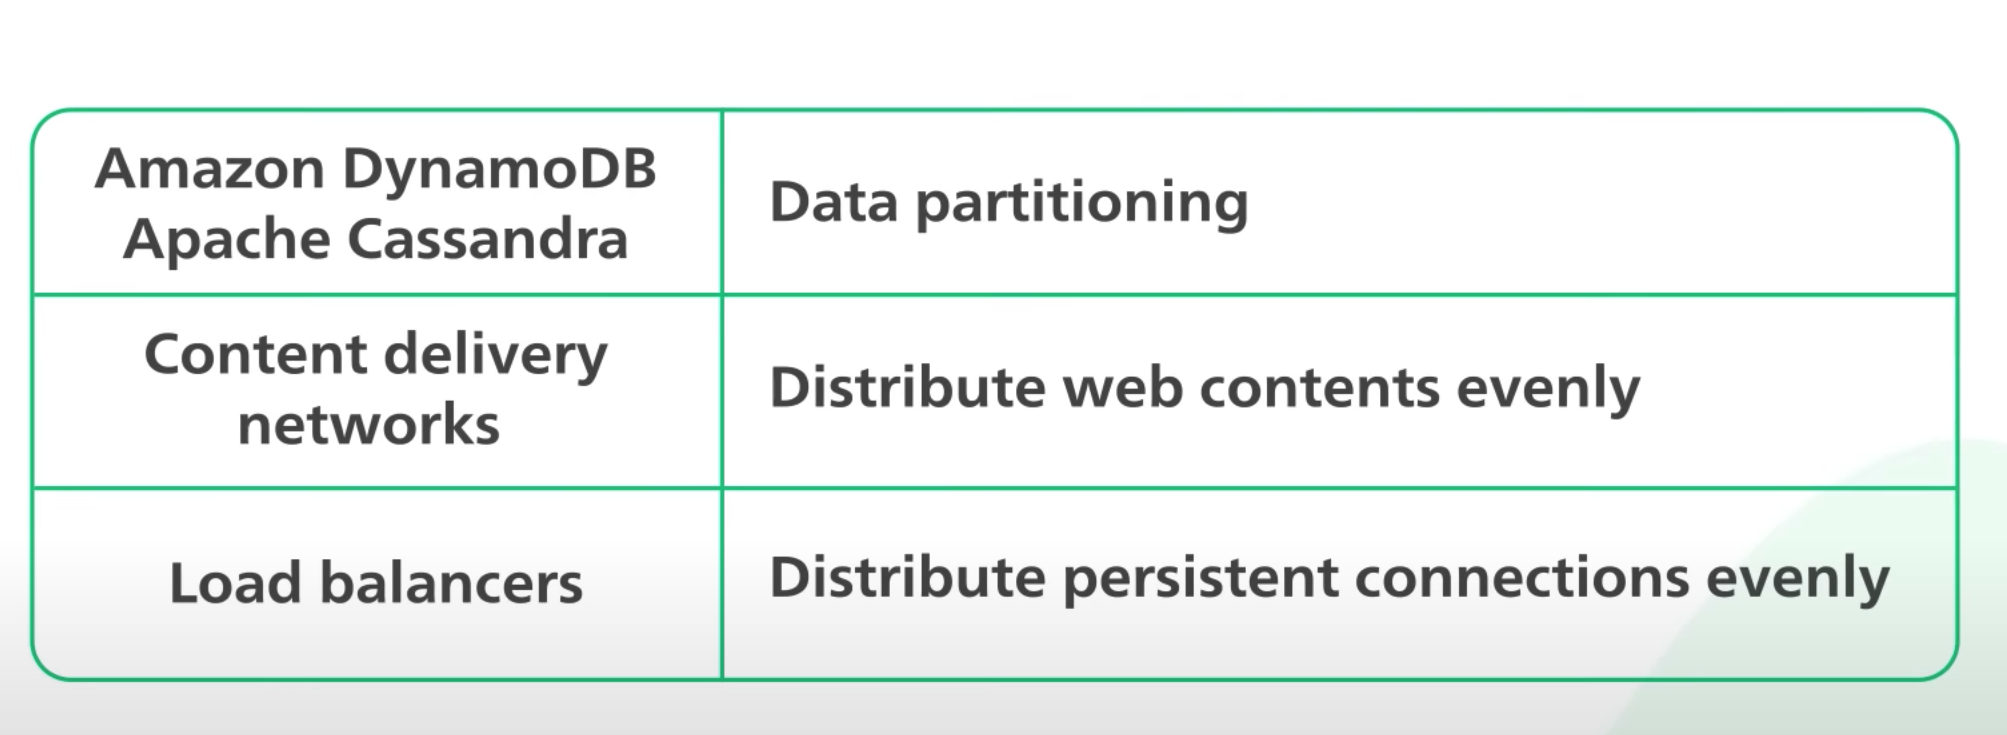 Amazon DynamoDB
Apache Cassandra
Data partitioning
Content delivery
networks
Distribute web contents evenly
Load balancers
Distribute persistent connections evenly